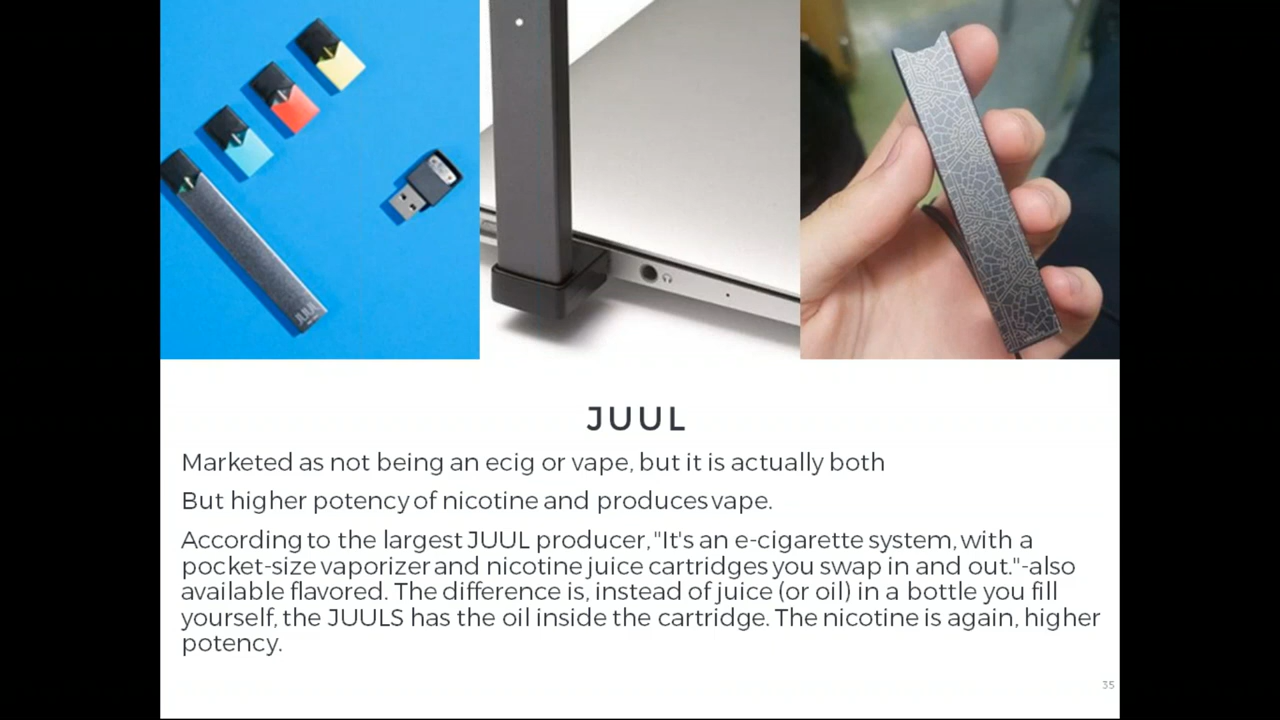 JUUL
JUUL
Marketed as not being an ecig or vape, but it is actually both
But higher potency of nicotine and produces vape.
According to the largest JUUL producer, "It's an e-cigarette system, with a
pocket-size vaporizer and nicotine juice cartridges you swap in and out."-also
available flavored. The difference is, instead of juice (or oil) in a bottle you fill
yourself, the JUULS has the oil inside the cartridge. The nicotine is again, higher
potency.
35